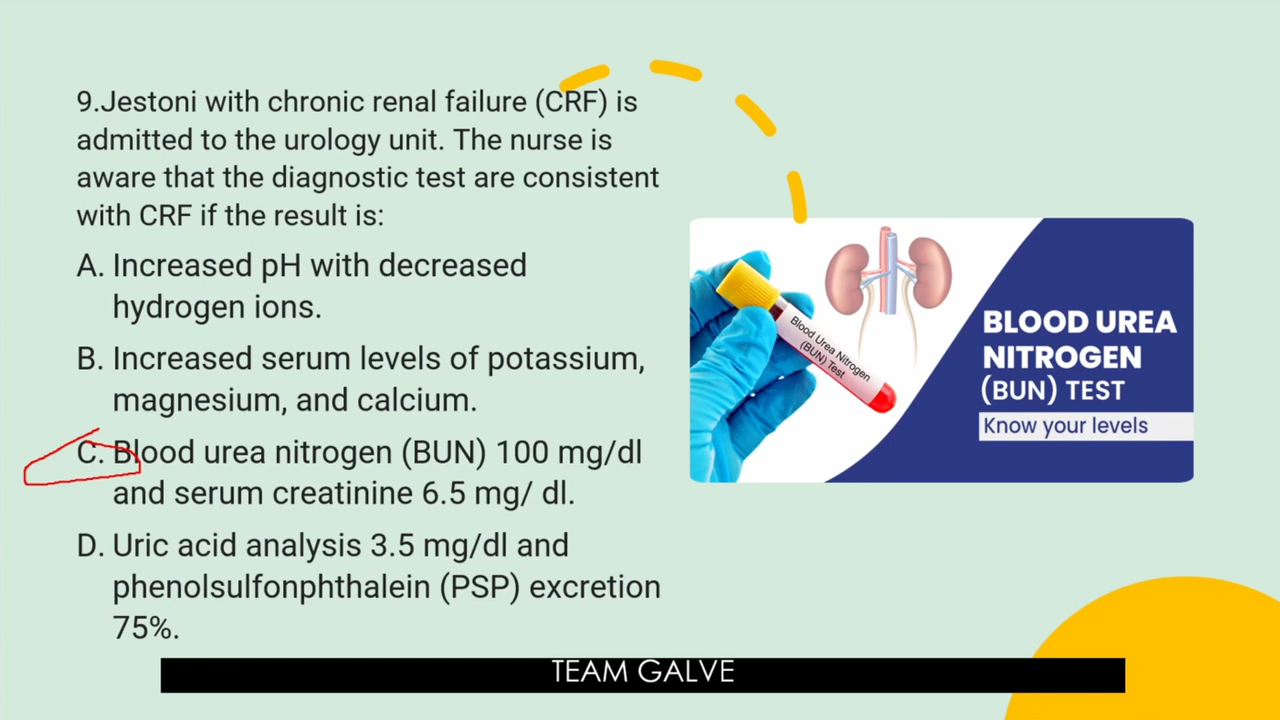 9.Jestoni with chronic renal failure (CRF) is
admitted to the urology unit. The nurse is
aware that the diagnostic test are consistent
with CRF if the result is:
A. Increased pH with decreased
hydrogen ions.
B. Increased serum levels of potassium,
magnesium, and calcium.
C. Blood urea nitrogen (BUN) 100 mg/dl
and serum creatinine 6.5 mg/ dl.
D. Uric acid analysis 3.5 mg/dl and
phenolsulfonphthalein (PSP) excretion
75%.
Blood Urea Nitrogen
(BUN) Test
BLOOD UREA
NITROGEN
(BUN) TEST
Know your levels
TEAM GALVE